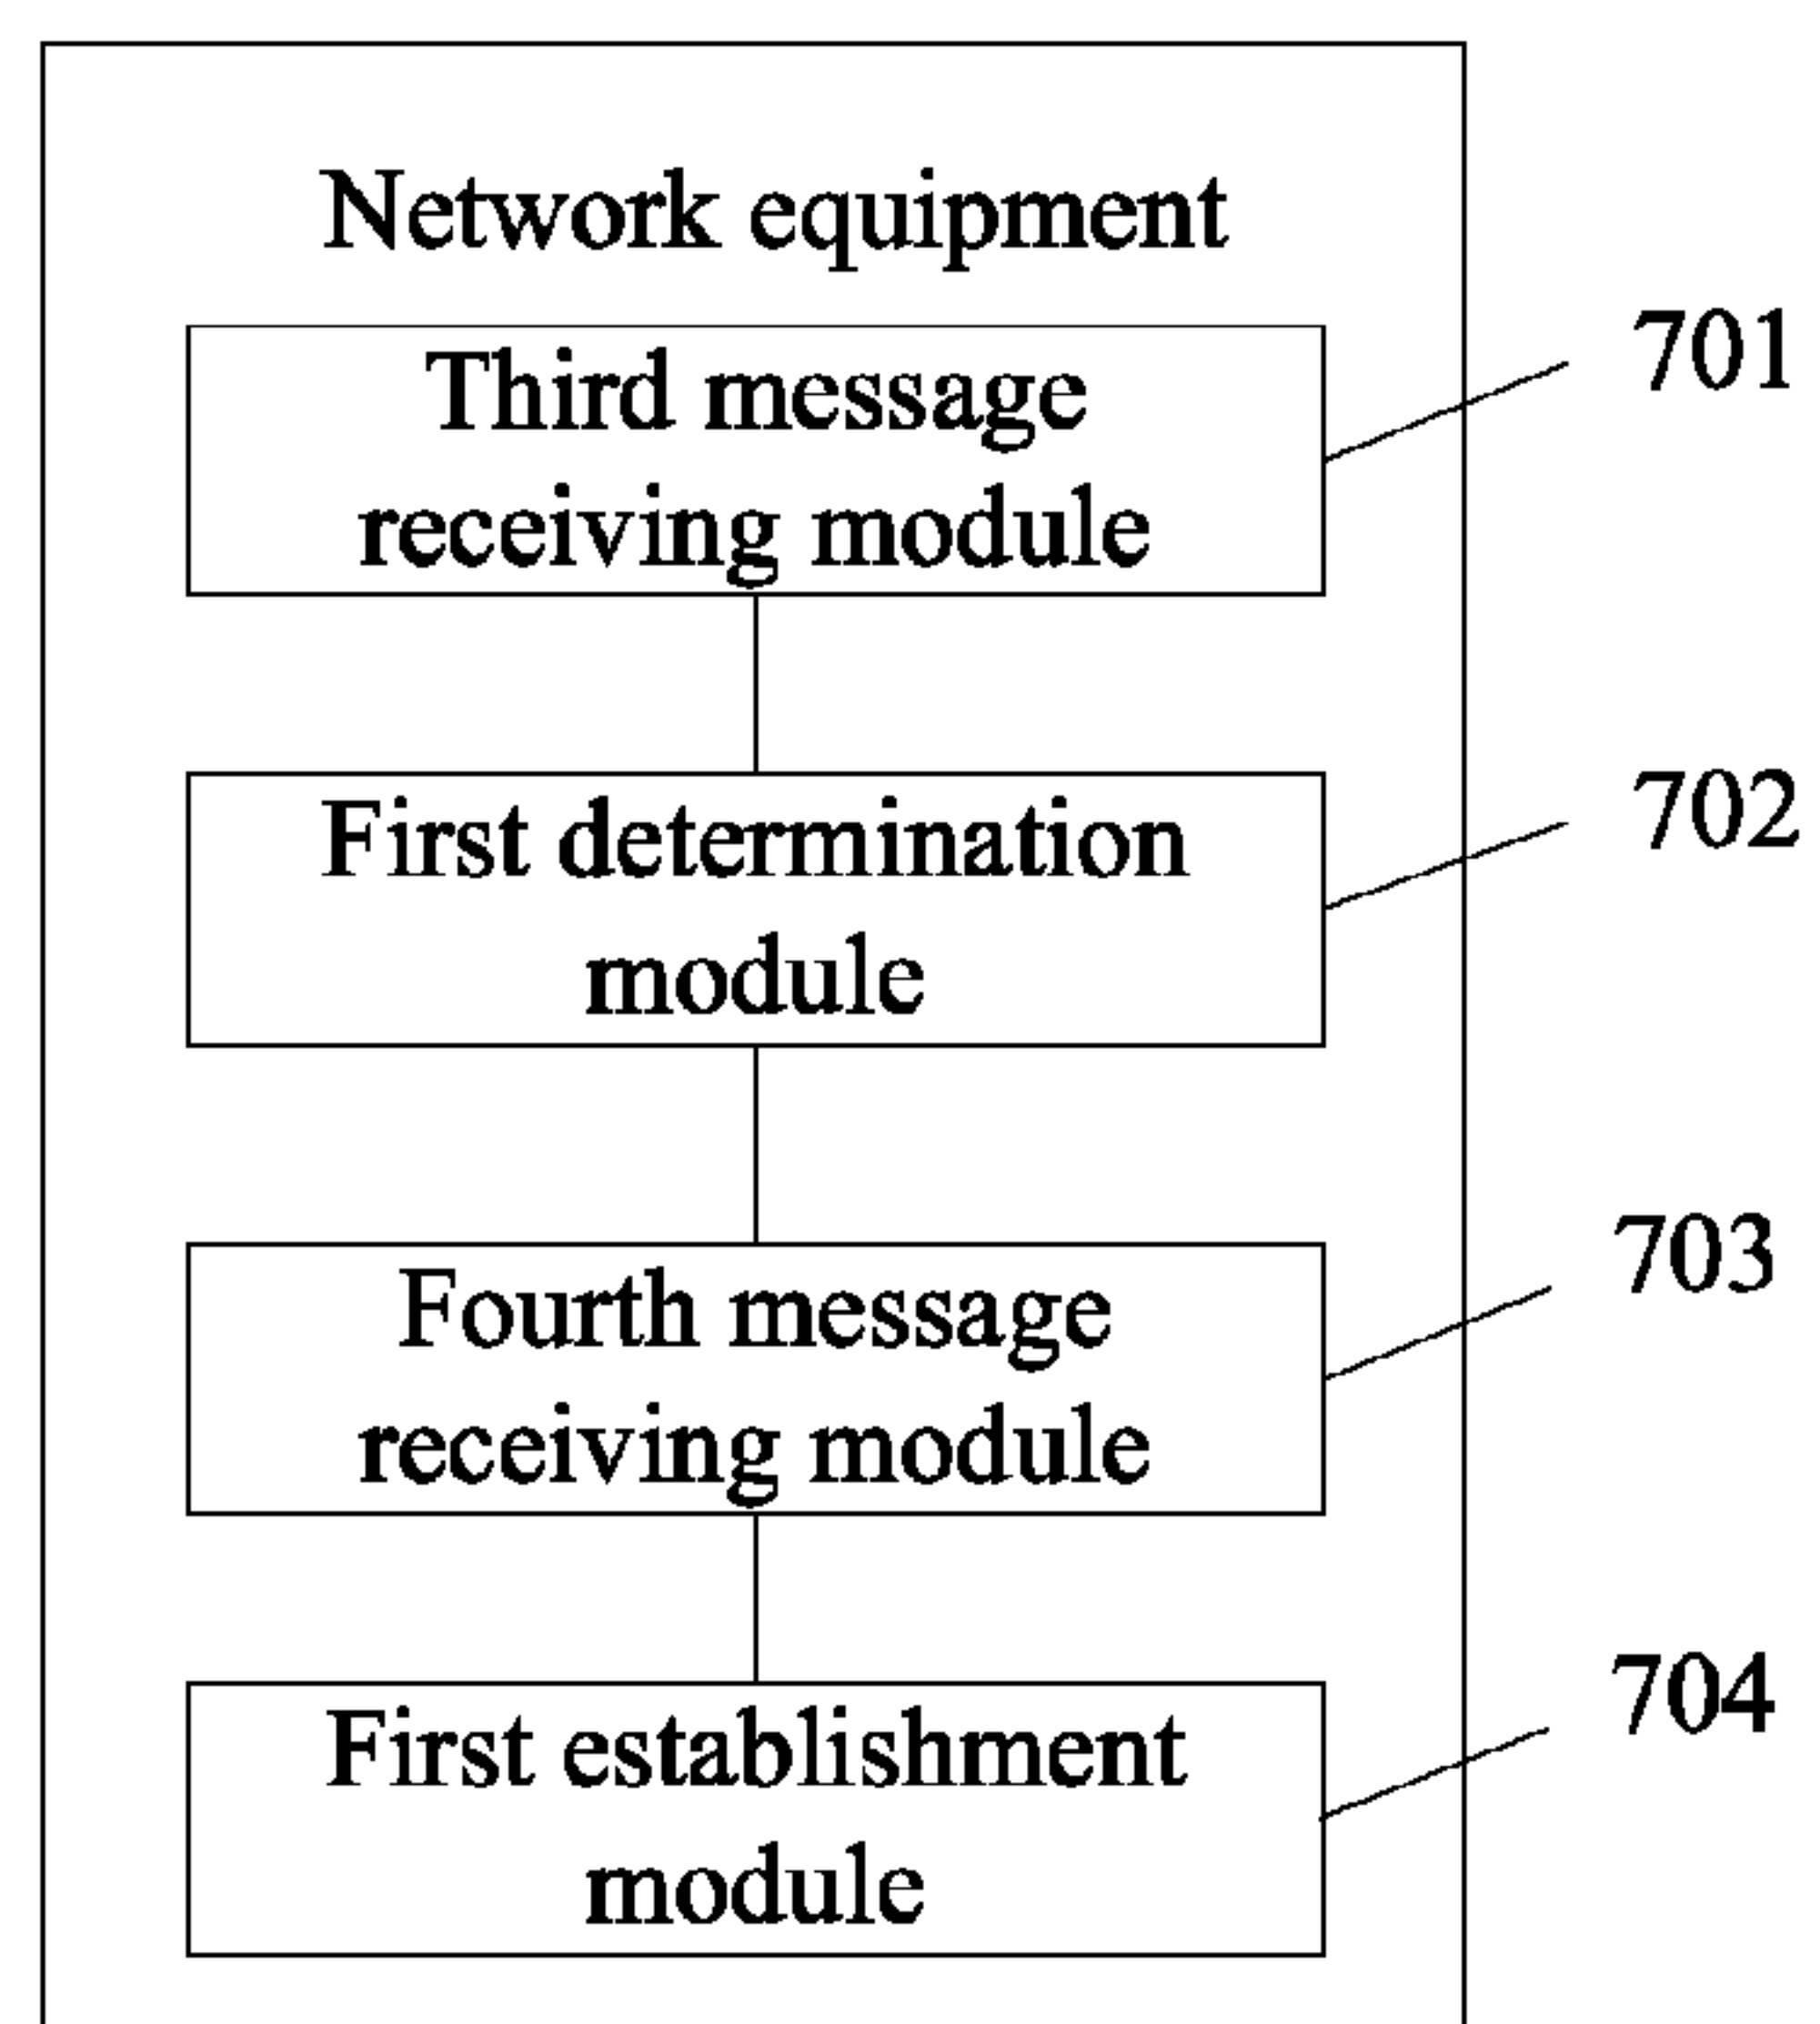 Network equipment
701
Third message
receiving module
702
First determination
module
703
Fourth message
receiving module
704
First establishment
module